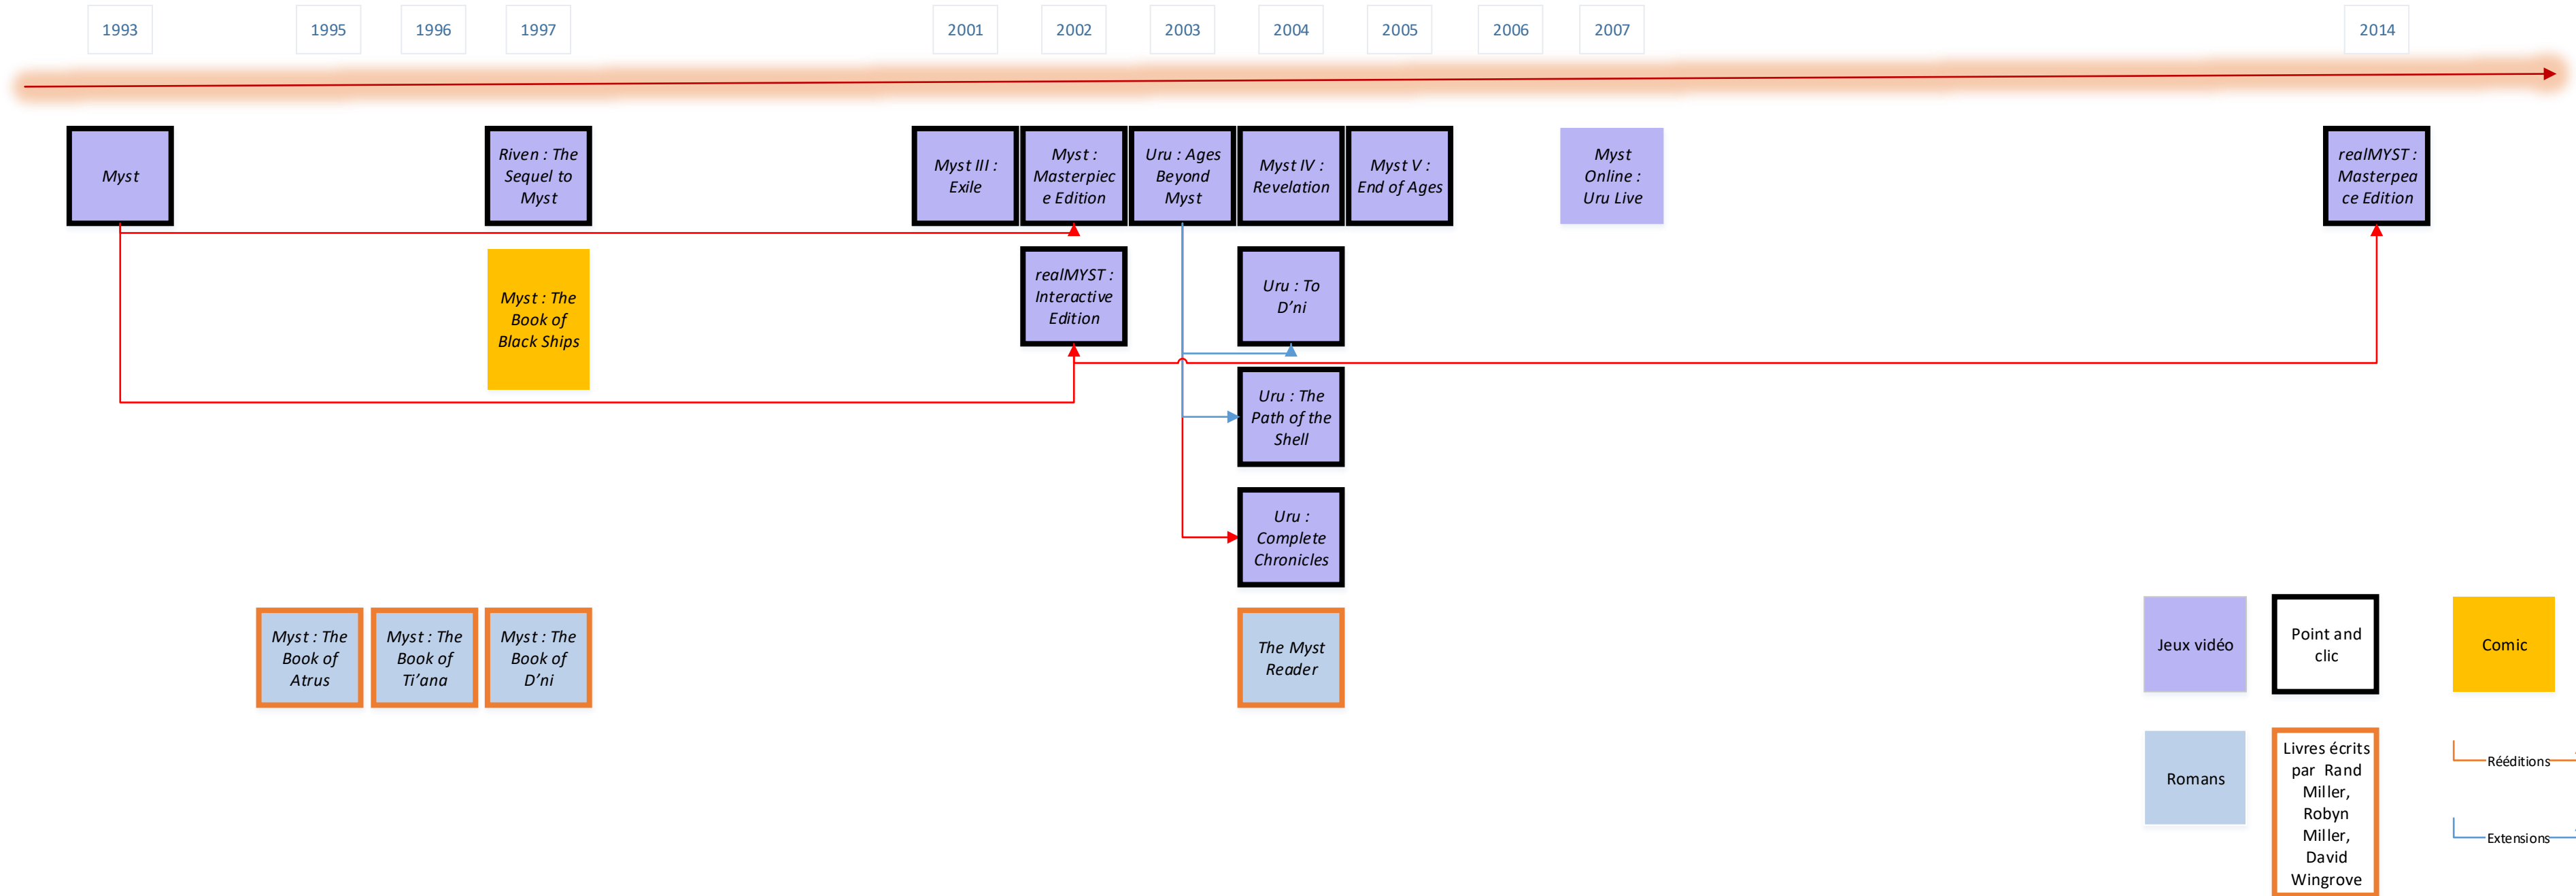 1993
1995
1996
1997
2001
2002
2003
2004
2005
2006
2007
2014
Myst
Riven : The
Sequel to
Myst
Myst III :
Exile
Myst :
Masterpiec
e Edition
Uru : Ages
Beyond
Myst
Myst IV :
Revelation
Myst V :
End of Ages
Myst
Online :
Uru Live
realMYST :
Masterpea
ce Edition
Myst : The
Book of
Black Ships
realMYST :
Interactive
Edition
Uru : To
D’ni
Uru : The
Path of the
Shell
Uru :
Complete
Chronicles
Myst : The
Book of
Atrus
Myst : The
Book of
Ti’ana
Myst : The
Book of
D’ni
The Myst
Reader
Jeux vidéo
Point and
clic
Comic
Romans
Livres écrits
par Rand
Miller,
Robyn
Miller,
David
Wingrove
Rééditions
Extensions